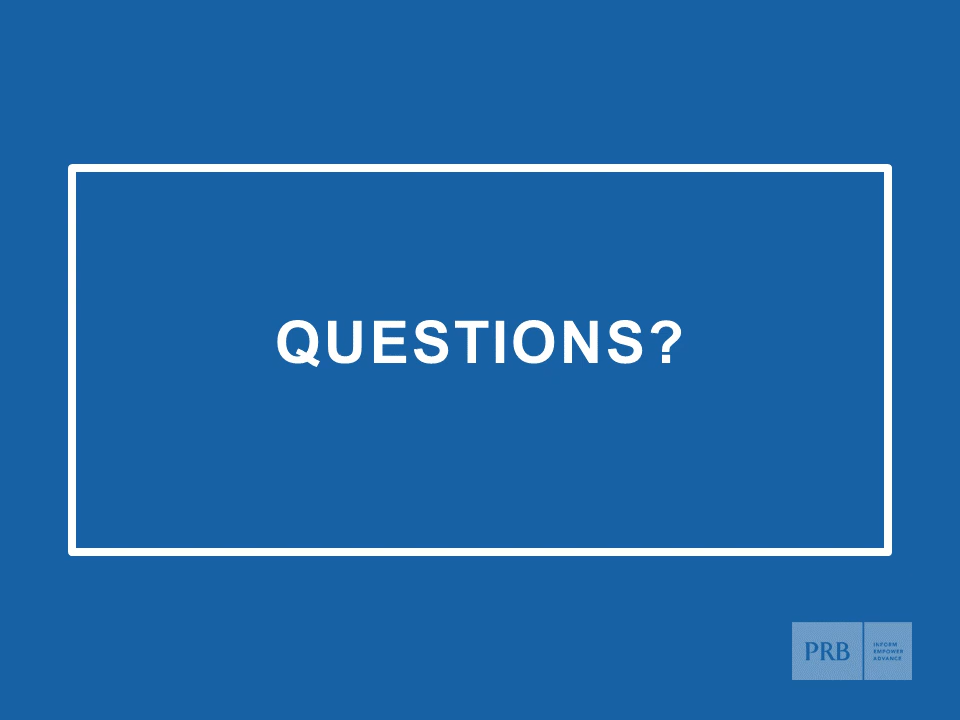 QUESTIONS?
PRB
INFORM
EMPOWER
ADVANCE